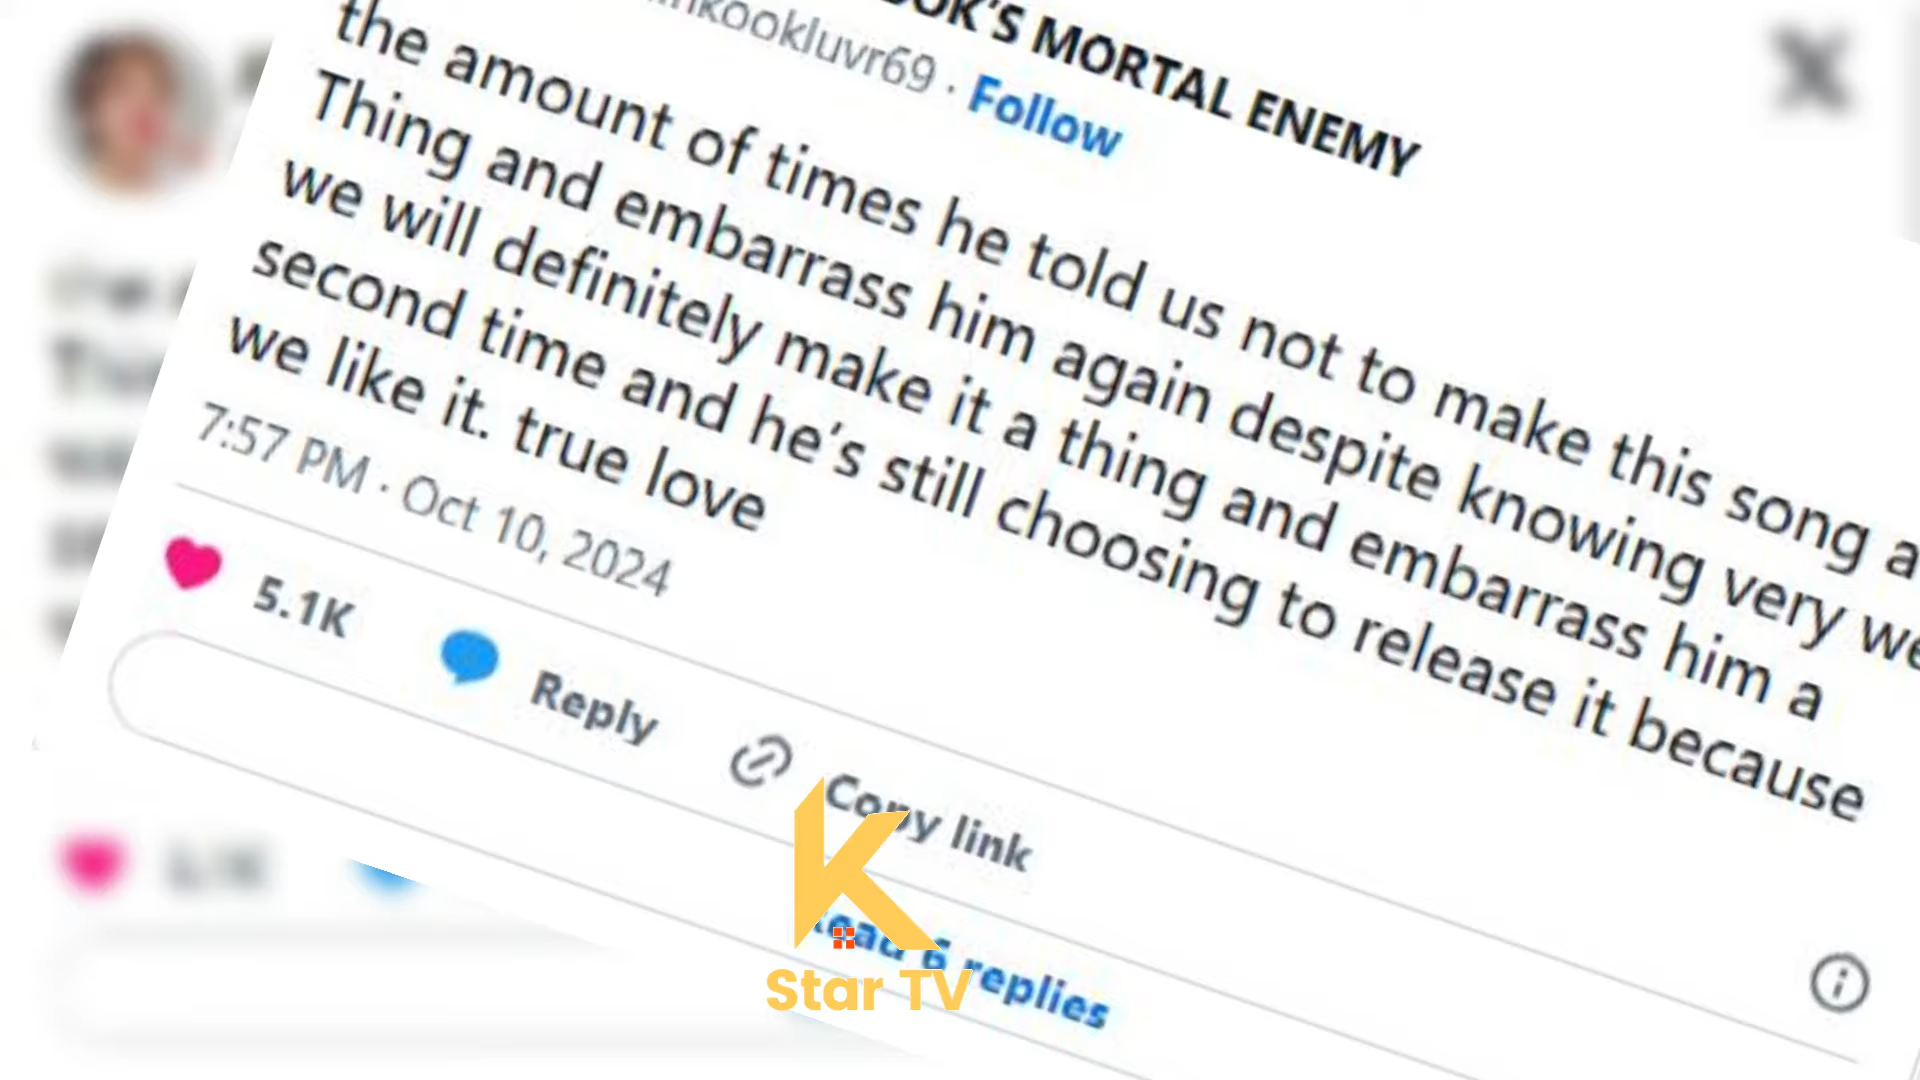 MORTAL ENEMY
kookluvr69 · Follow
the amount of times he told us not to make this song a
Thing and embarrass him again despite knowing very we
we will definitely make it a thing and embarrass him a
second time and he's still choosing to release it because
we like it. true love
7:57 PM · Oct 10, 2024
5.1K
Reply
Copy link
6 replies
K
Star TV